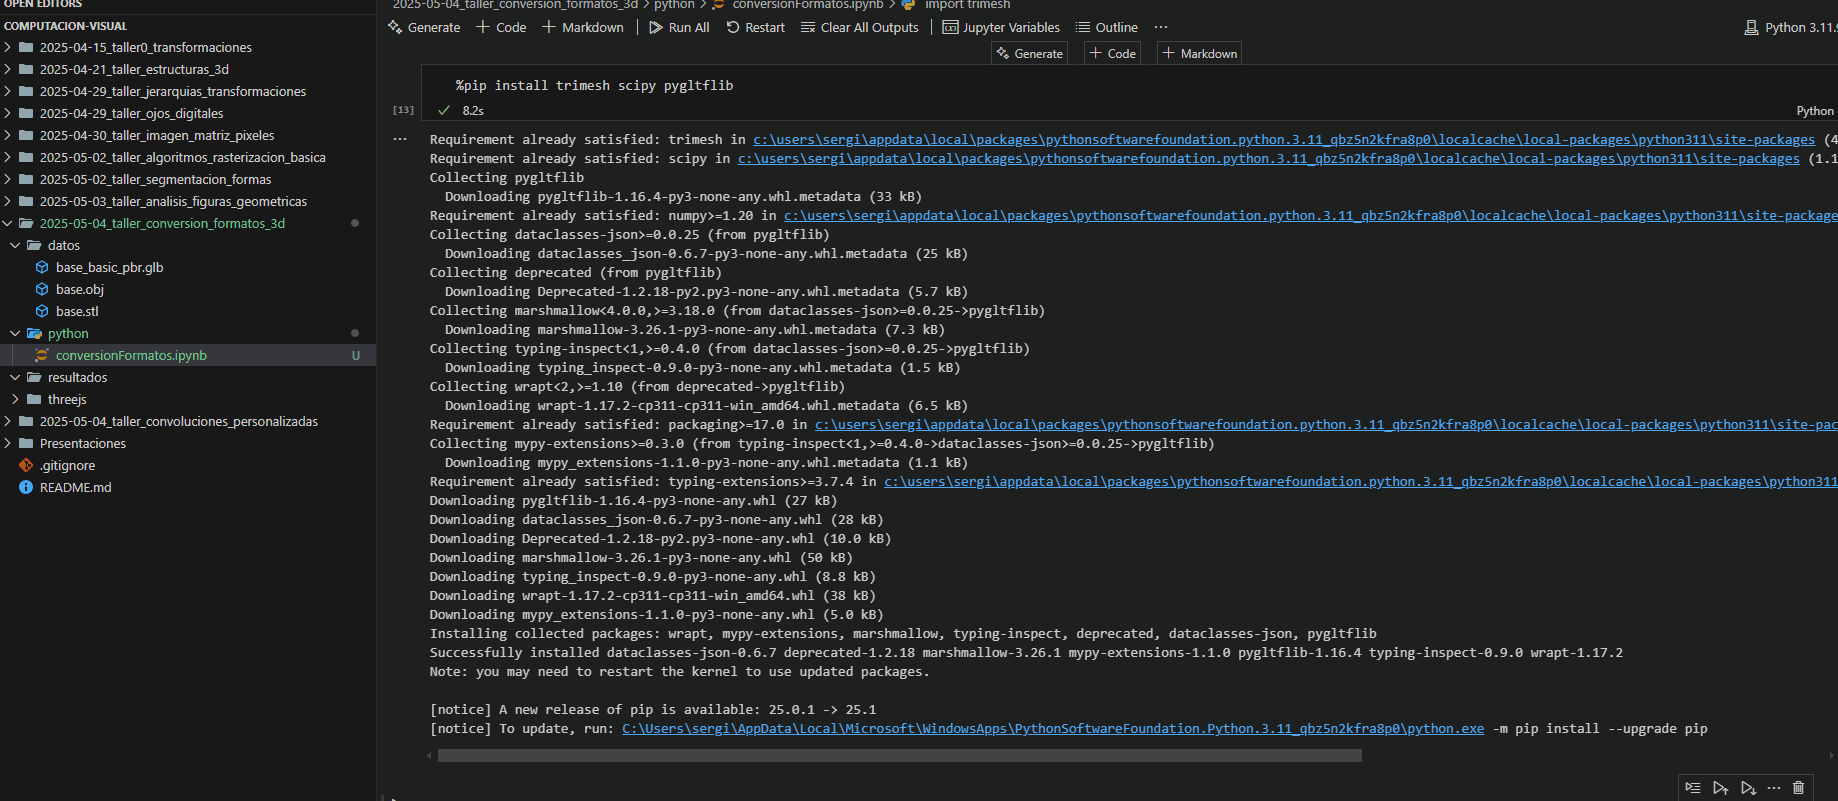 OPEN EDITORS
COMPUTACION-VISUAL
2025-04-15_taller0_transformaciones
2025-04-21_taller_estructuras_3d
2025-04-29_taller_jerarquias_transformaciones
2025-04-29_taller_ojos_digitales
2025-04-30_taller_imagen_matriz_pixeles
2025-05-02_taller_algoritmos_rasterizacion_basica
2025-05-02_taller_segmentacion_formas
2025-05-03_taller_analisis_figuras_geometricas
2025-05-04_taller_conversion_formatos_3d
datos
base_basic_pbr.glb
base.obj
base.stl
python
conversionFormatos.ipynb U
resultados
threejs
2025-05-04_taller_convoluciones_personalizadas
Presentaciones
.gitignore
README.md
2025-05-04_taller_conversion_formatos_3d > python > conversionFormatos.ipynb > import trimesh
Generate + Code + Markdown Run All Restart Clear All Outputs Jupyter Variables Outline ... Python 3.11.9
Generate + Code + Markdown
%pip install trimesh scipy pygltflib
[13] 8.2s Python
Requirement already satisfied: trimesh in c:\users\sergi\appdata\local\packages\pythonsoftwarefoundation.python.3.11_qbz5n2kfra8p0\localcache\local-packages\python311\site-packages (4
Requirement already satisfied: scipy in c:\users\sergi\appdata\local\packages\pythonsoftwarefoundation.python.3.11_qbz5n2kfra8p0\localcache\local-packages\python311\site-packages (1.1
Collecting pygltflib
Downloading pygltflib-1.16.4-py3-none-any.whl.metadata (33 kB)
Requirement already satisfied: numpy>=1.20 in c:\users\sergi\appdata\local\packages\pythonsoftwarefoundation.python.3.11_qbz5n2kfra8p0\localcache\local-packages\python311\site-package
Collecting dataclasses-json>=0.0.25 (from pygltflib)
Downloading dataclasses_json-0.6.7-py3-none-any.whl.metadata (25 kB)
Collecting deprecated (from pygltflib)
Downloading Deprecated-1.2.18-py2.py3-none-any.whl.metadata (5.7 kB)
Collecting marshmallow<4.0.0,>=3.18.0 (from dataclasses-json>=0.0.25->pygltflib)
Downloading marshmallow-3.26.1-py3-none-any.whl.metadata (7.3 kB)
Collecting typing-inspect<1,>=0.4.0 (from dataclasses-json>=0.0.25->pygltflib)
Downloading typing_inspect-0.9.0-py3-none-any.whl.metadata (1.5 kB)
Collecting wrapt<2,>=1.10 (from deprecated->pygltflib)
Downloading wrapt-1.17.2-cp311-cp311-win_amd64.whl.metadata (6.5 kB)
Requirement already satisfied: packaging>=17.0 in c:\users\sergi\appdata\local\packages\pythonsoftwarefoundation.python.3.11_qbz5n2kfra8p0\localcache\local-packages\python311\site-pac
Collecting mypy-extensions>=0.3.0 (from typing-inspect<1,>=0.4.0->dataclasses-json>=0.0.25->pygltflib)
Downloading mypy_extensions-1.1.0-py3-none-any.whl.metadata (1.1 kB)
Requirement already satisfied: typing-extensions>=3.7.4 in c:\users\sergi\appdata\local\packages\pythonsoftwarefoundation.python.3.11_qbz5n2kfra8p0\localcache\local-packages\python311
Downloading pygltflib-1.16.4-py3-none-any.whl (27 kB)
Downloading dataclasses_json-0.6.7-py3-none-any.whl (28 kB)
Downloading Deprecated-1.2.18-py2.py3-none-any.whl (10.0 kB)
Downloading marshmallow-3.26.1-py3-none-any.whl (50 kB)
Downloading typing_inspect-0.9.0-py3-none-any.whl (8.8 kB)
Downloading wrapt-1.17.2-cp311-cp311-win_amd64.whl (38 kB)
Downloading mypy_extensions-1.1.0-py3-none-any.whl (5.0 kB)
Installing collected packages: wrapt, mypy-extensions, marshmallow, typing-inspect, deprecated, dataclasses-json, pygltflib
Successfully installed dataclasses-json-0.6.7 deprecated-1.2.18 marshmallow-3.26.1 mypy-extensions-1.1.0 pygltflib-1.16.4 typing-inspect-0.9.0 wrapt-1.17.2
Note: you may need to restart the kernel to use updated packages.
[notice] A new release of pip is available: 25.0.1 -> 25.1
[notice] To update, run: C:\Users\sergi\AppData\Local\Microsoft\WindowsApps\PythonSoftwareFoundation.Python.3.11_qbz5n2kfra8p0\python.exe -m pip install --upgrade pip